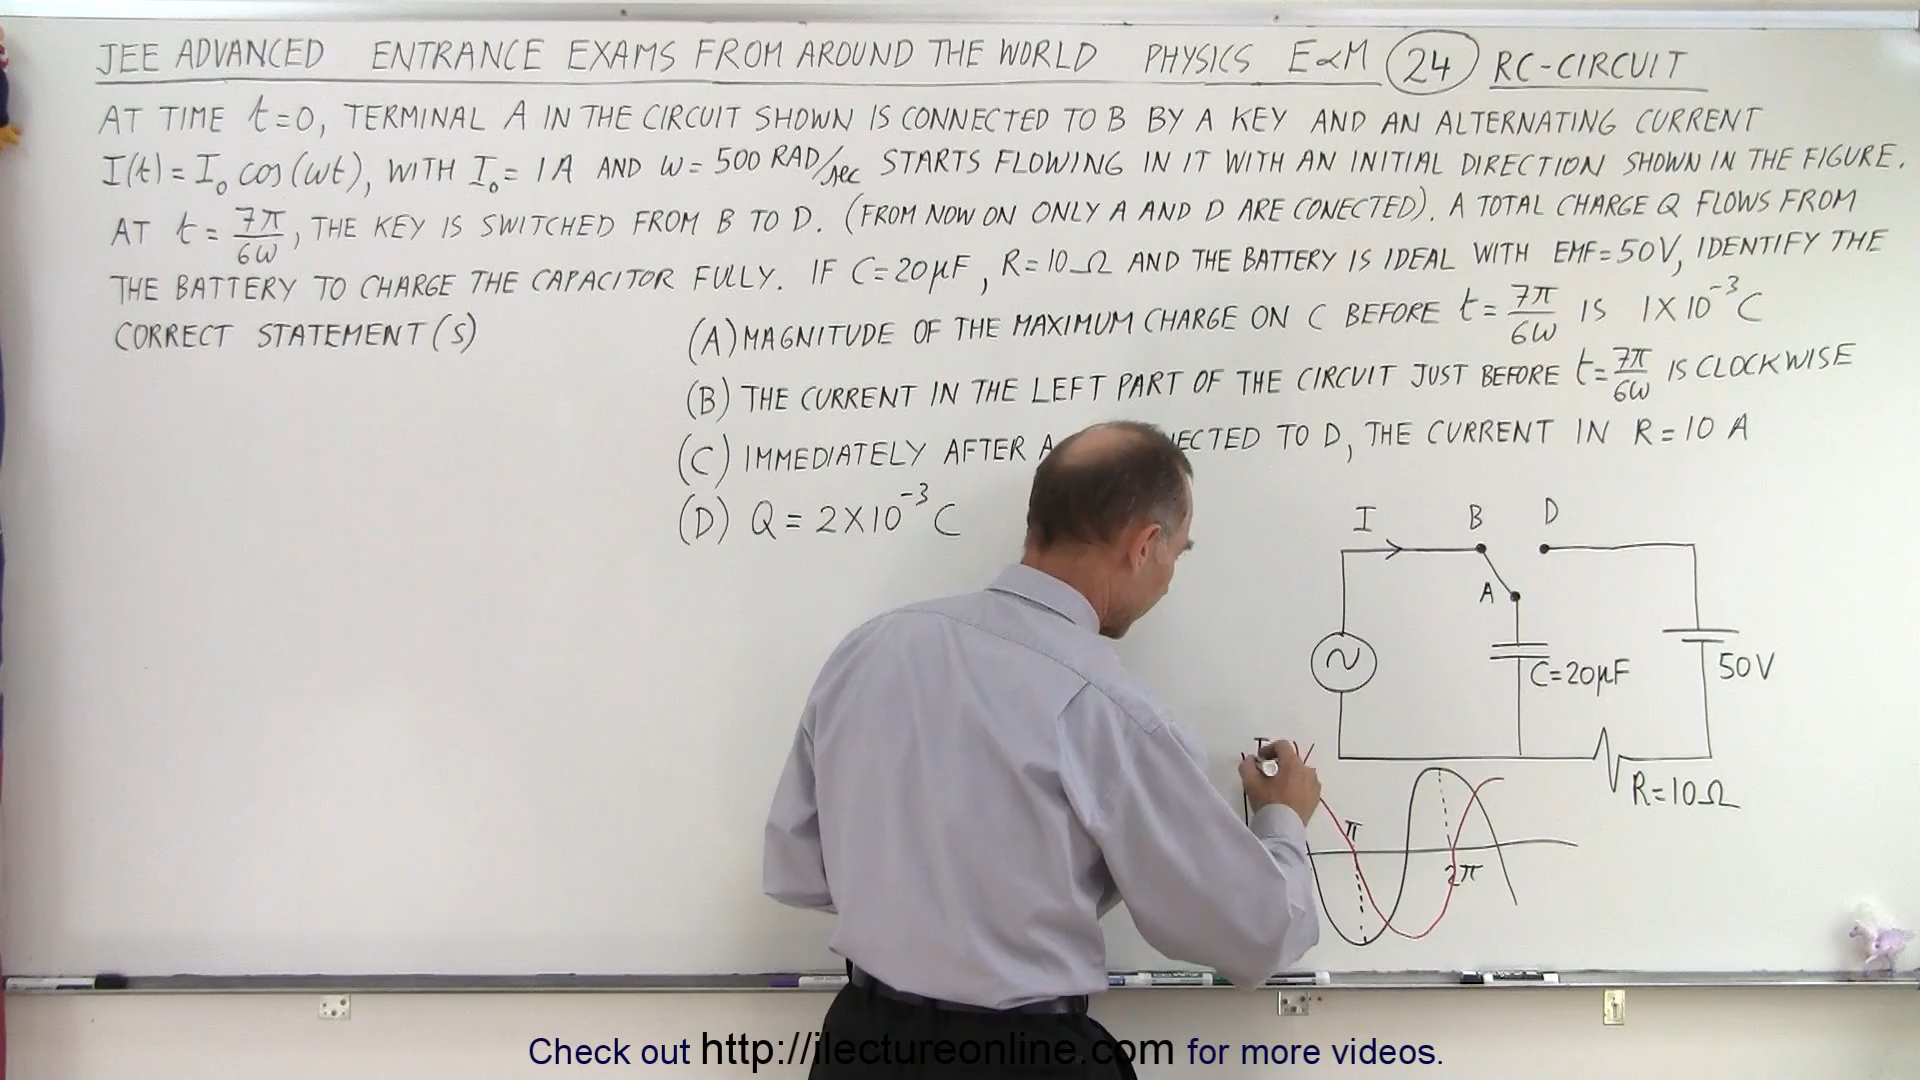 JEE ADVANCED ENTRANCE EXAMS FROM AROUND THE WORLD PHYSICS E∝M 24 RC-CIRCUIT
AT TIME t=0, TERMINAL A IN THE CIRCUIT SHOWN IS CONNECTED TO B BY A KEY AND AN ALTERNATING CURRENT
I(t) = I₀ cos(ωt), WITH I₀ = 1A AND ω = 500 RAD/sec STARTS FLOWING IN IT WITH AN INITIAL DIRECTION SHOWN IN THE FIGURE.
AT t = 7π/6ω, THE KEY IS SWITCHED FROM B TO D. (FROM NOW ON ONLY A AND D ARE CONECTED). A TOTAL CHARGE Q FLOWS FROM
THE BATTERY TO CHARGE THE CAPACITOR FULLY. IF C=20μF, R=10Ω AND THE BATTERY IS IDEAL WITH EMF=50V, IDENTIFY THE
CORRECT STATEMENT(S)
(A) MAGNITUDE OF THE MAXIMUM CHARGE ON C BEFORE t = 7π/6ω IS 1X10⁻³ C
(B) THE CURRENT IN THE LEFT PART OF THE CIRCUIT JUST BEFORE t = 7π/6ω IS CLOCKWISE
(C) IMMEDIATELY AFTER A NECTED TO D, THE CURRENT IN R=10 A
(D) Q = 2X10⁻³ C
I B D
A
C=20μF 50V
R=10Ω
π
2π
Check out http://ilectureonline.com for more videos.